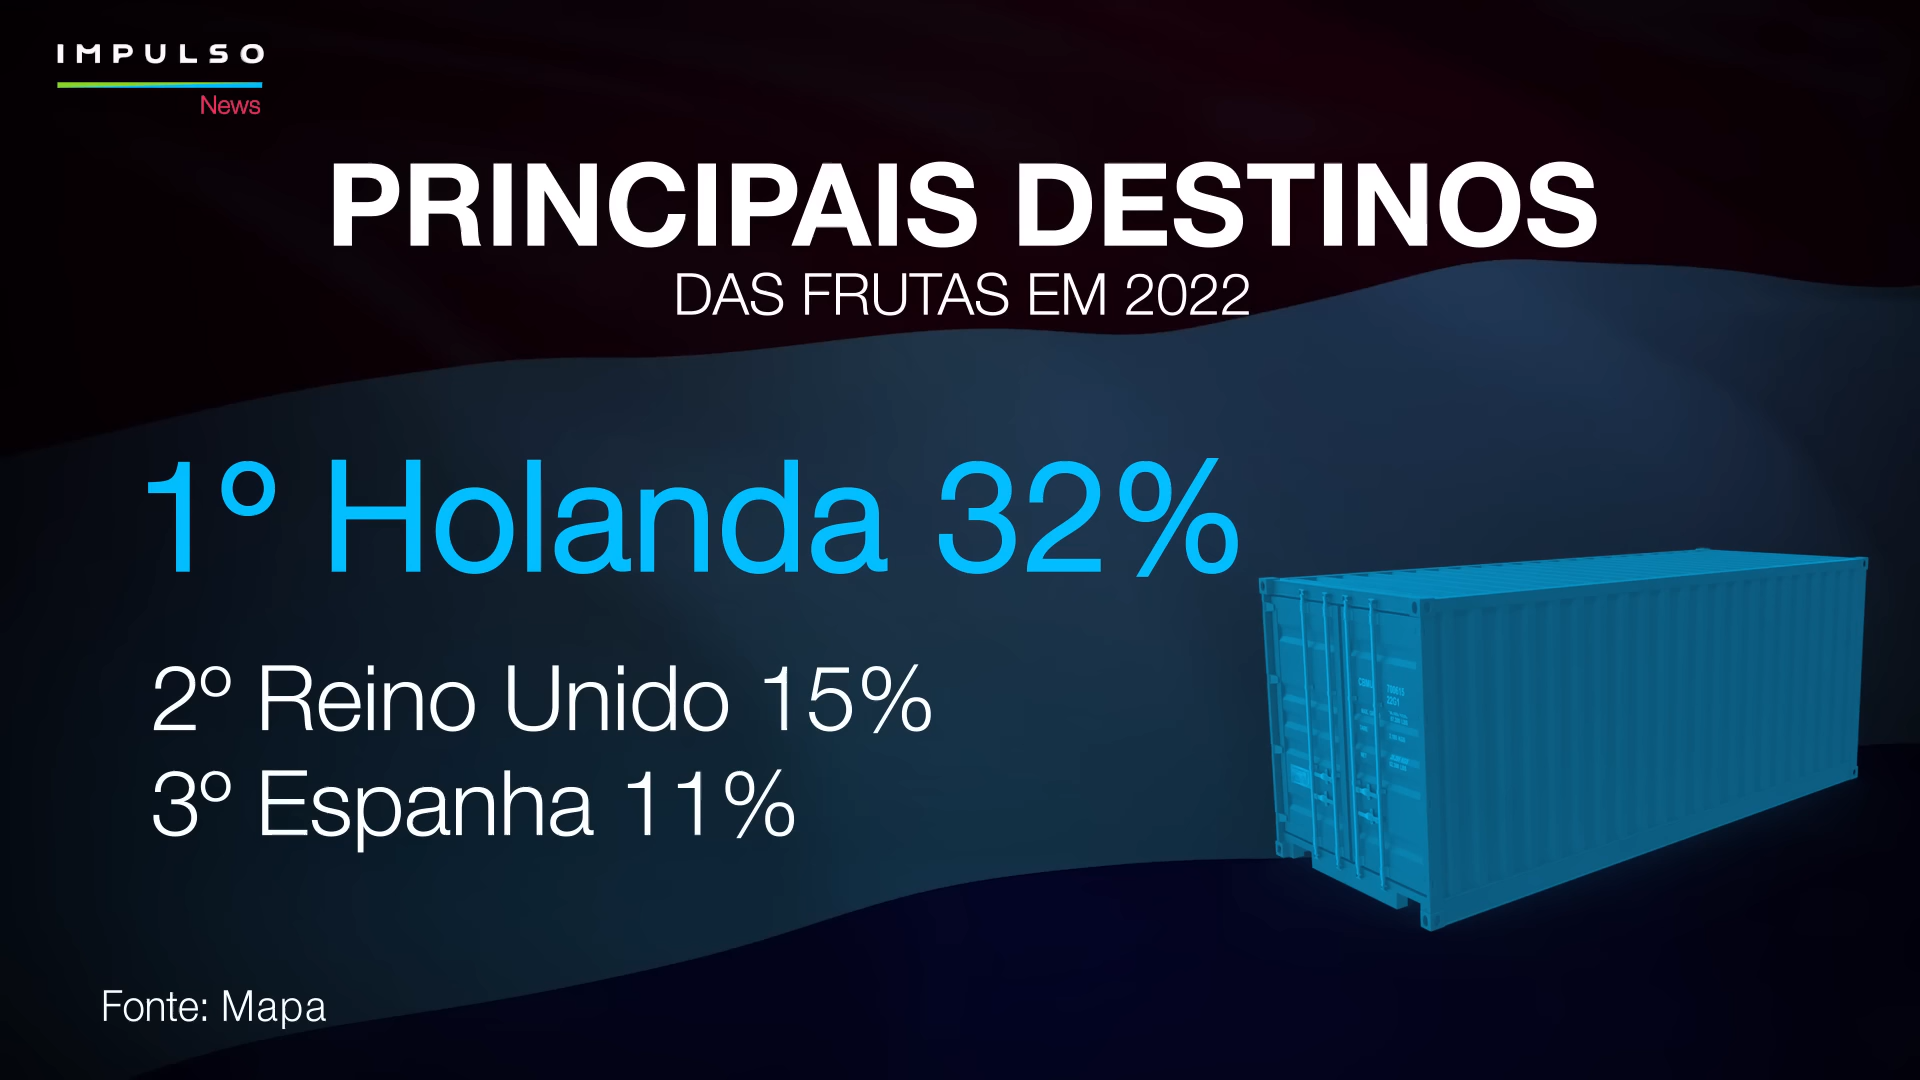 IMPULSO
News
PRINCIPAIS DESTINOS
DAS FRUTAS EM 2022
1º Holanda 32%
2º Reino Unido 15%
3º Espanha 11%
22G1
Fonte: Mapa